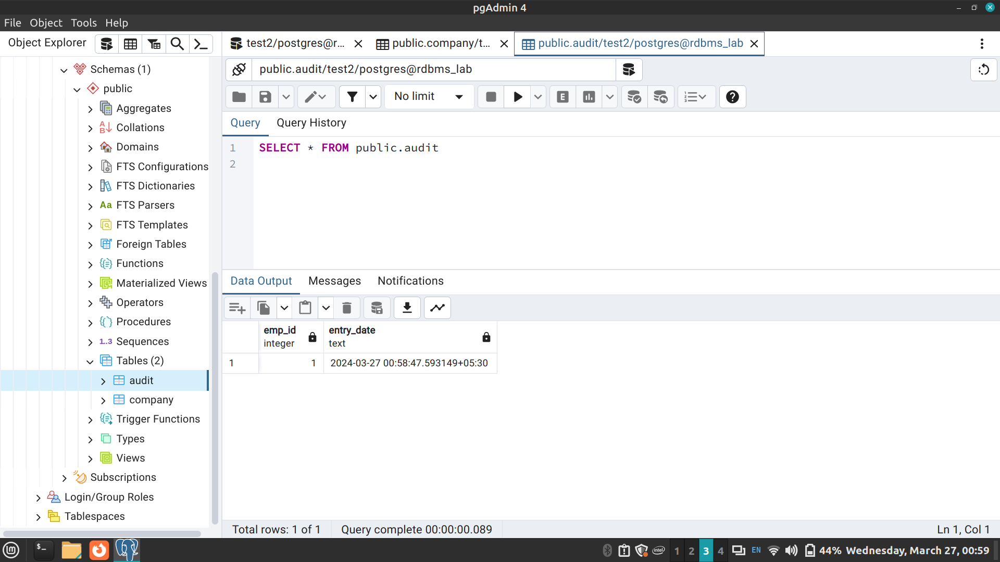 pgAdmin 4
File Object Tools Help
Object Explorer
test2/postgres@r...
public.company/t...
public.audit/test2/postgres@rdbms_lab
public.audit/test2/postgres@rdbms_lab
No limit
E
Query Query History
1 SELECT * FROM public.audit
2
Schemas (1)
public
Aggregates
Collations
Domains
FTS Configurations
FTS Dictionaries
Aa FTS Parsers
FTS Templates
Foreign Tables
Functions
Materialized Views
Operators
Procedures
1..3 Sequences
Tables (2)
audit
company
Trigger Functions
Types
Views
Subscriptions
Login/Group Roles
Tablespaces
Data Output Messages Notifications
emp_id
integer
entry_date
text
1 1 2024-03-27 00:58:47.593149+05:30
Total rows: 1 of 1 Query complete 00:00:00.089 Ln 1, Col 1
$_ intel 1 2 3 4 EN 44% Wednesday, March 27, 00:59